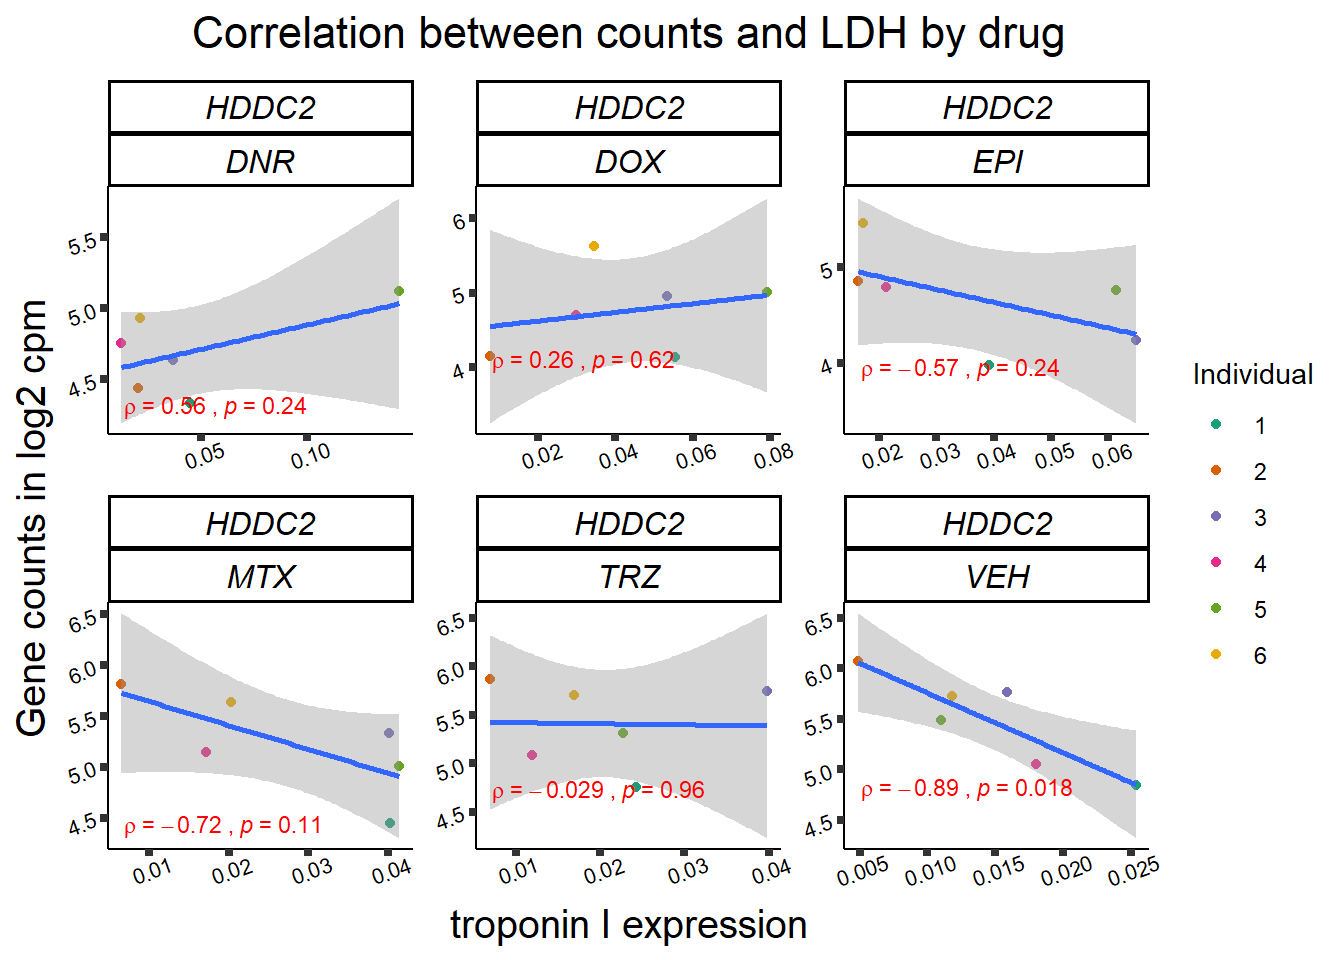 Correlation between counts and LDH by drug
HDDC2 HDDC2 HDDC2
DNR DOX EPI
5.5
5.0
4.5
ρ = 0.56 , p = 0.24
0.05 0.10
6
5
4
ρ = 0.26 , p = 0.62
0.02 0.04 0.06 0.08
5
4
ρ = −0.57 , p = 0.24
0.02 0.03 0.04 0.05 0.06
HDDC2 HDDC2 HDDC2
MTX TRZ VEH
6.5
6.0
5.5
5.0
4.5
ρ = −0.72 , p = 0.11
0.01 0.02 0.03 0.04
6.5
6.0
5.5
5.0
4.5
ρ = −0.029 , p = 0.96
0.01 0.02 0.03 0.04
6.5
6.0
5.5
5.0
4.5
ρ = −0.89 , p = 0.018
0.005 0.010 0.015 0.020 0.025
Gene counts in log2 cpm
troponin I expression
Individual
1
2
3
4
5
6